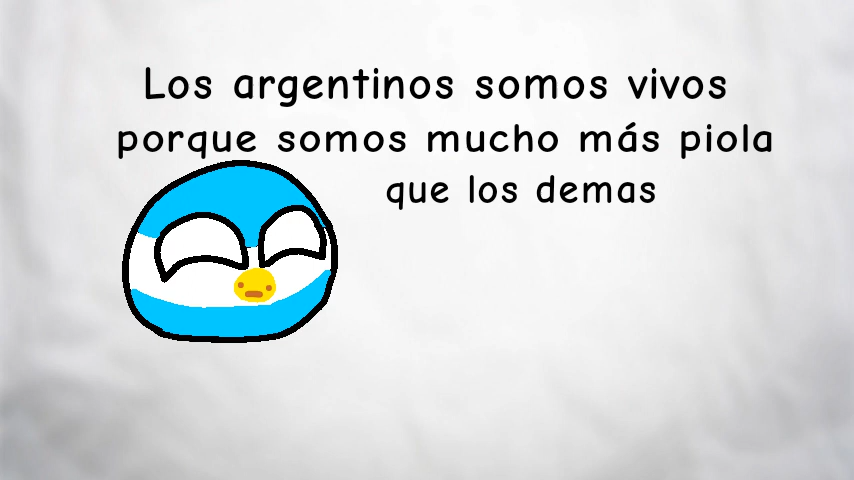 Los argentinos somos vivos
porque somos mucho más piola
que los demas